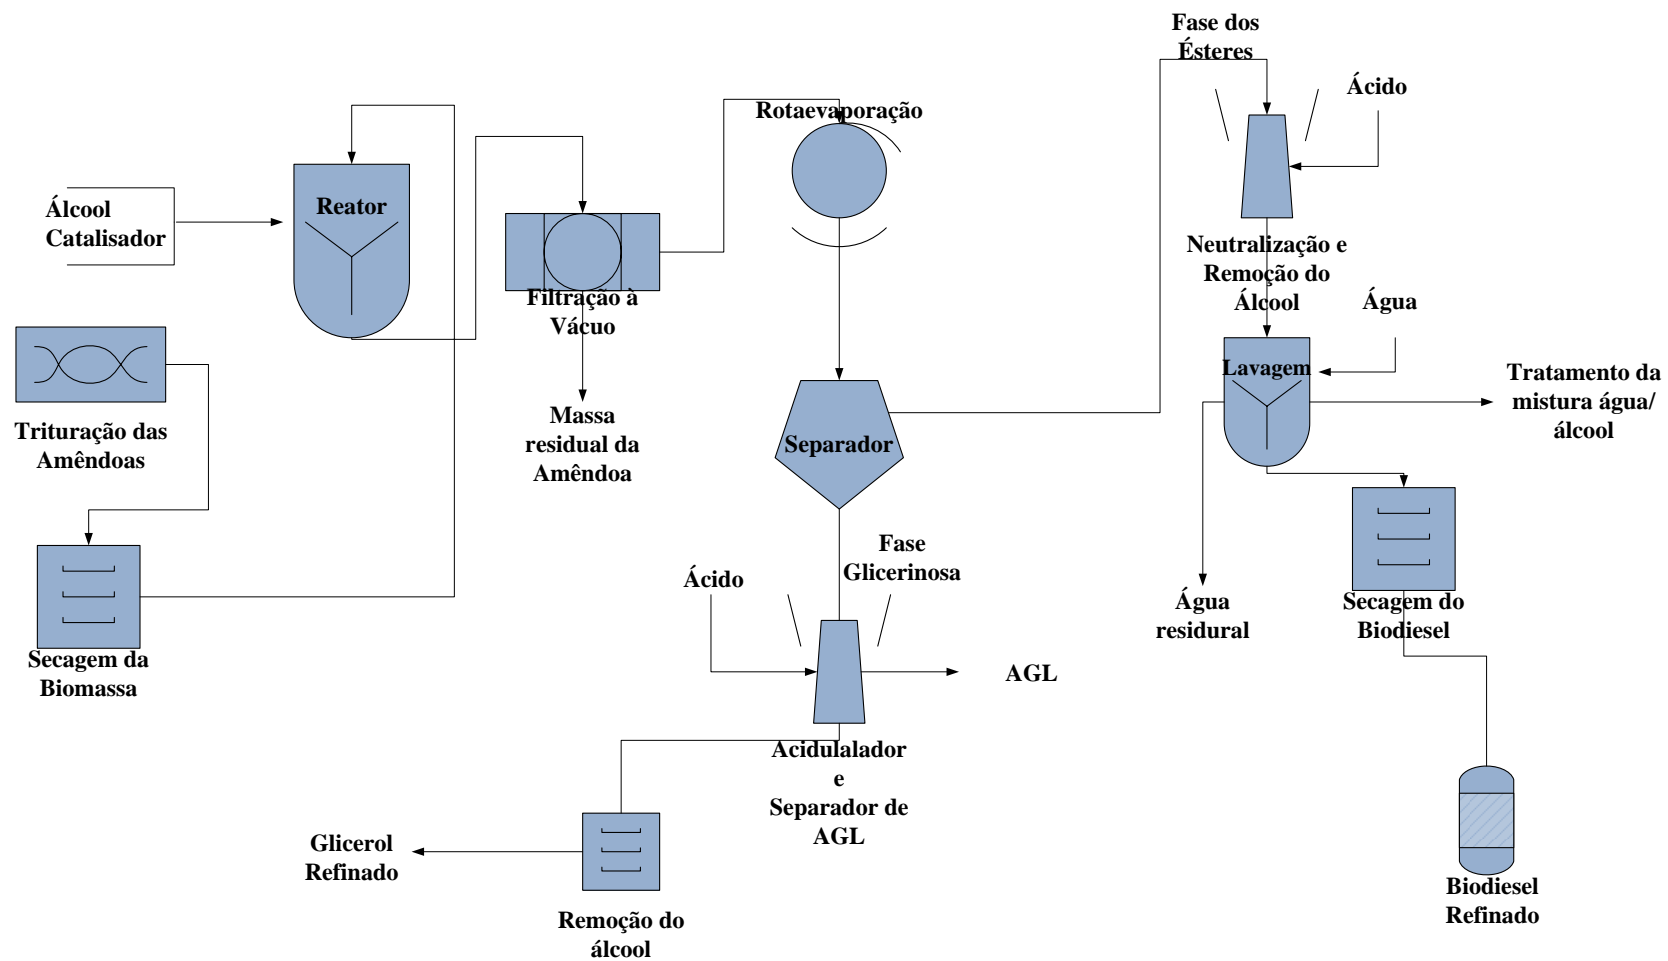 Fase dos
Ésteres
Ácido
Rotaevaporação
Reator
Álcool
Catalisador
Neutralização e
Remoção do
Álcool
Água
Filtração à
Vácuo
Lavagem
Tratamento da
mistura água/
álcool
Trituração das
Amêndoas
Massa
residual da
Amêndoa
Separador
Fase
Glicerinosa
Ácido
Água
residural
Secagem do
Biodiesel
Secagem da
Biomassa
AGL
Acidulalador
e
Separador de
AGL
Glicerol
Refinado
Remoção do
álcool
Biodiesel
Refinado